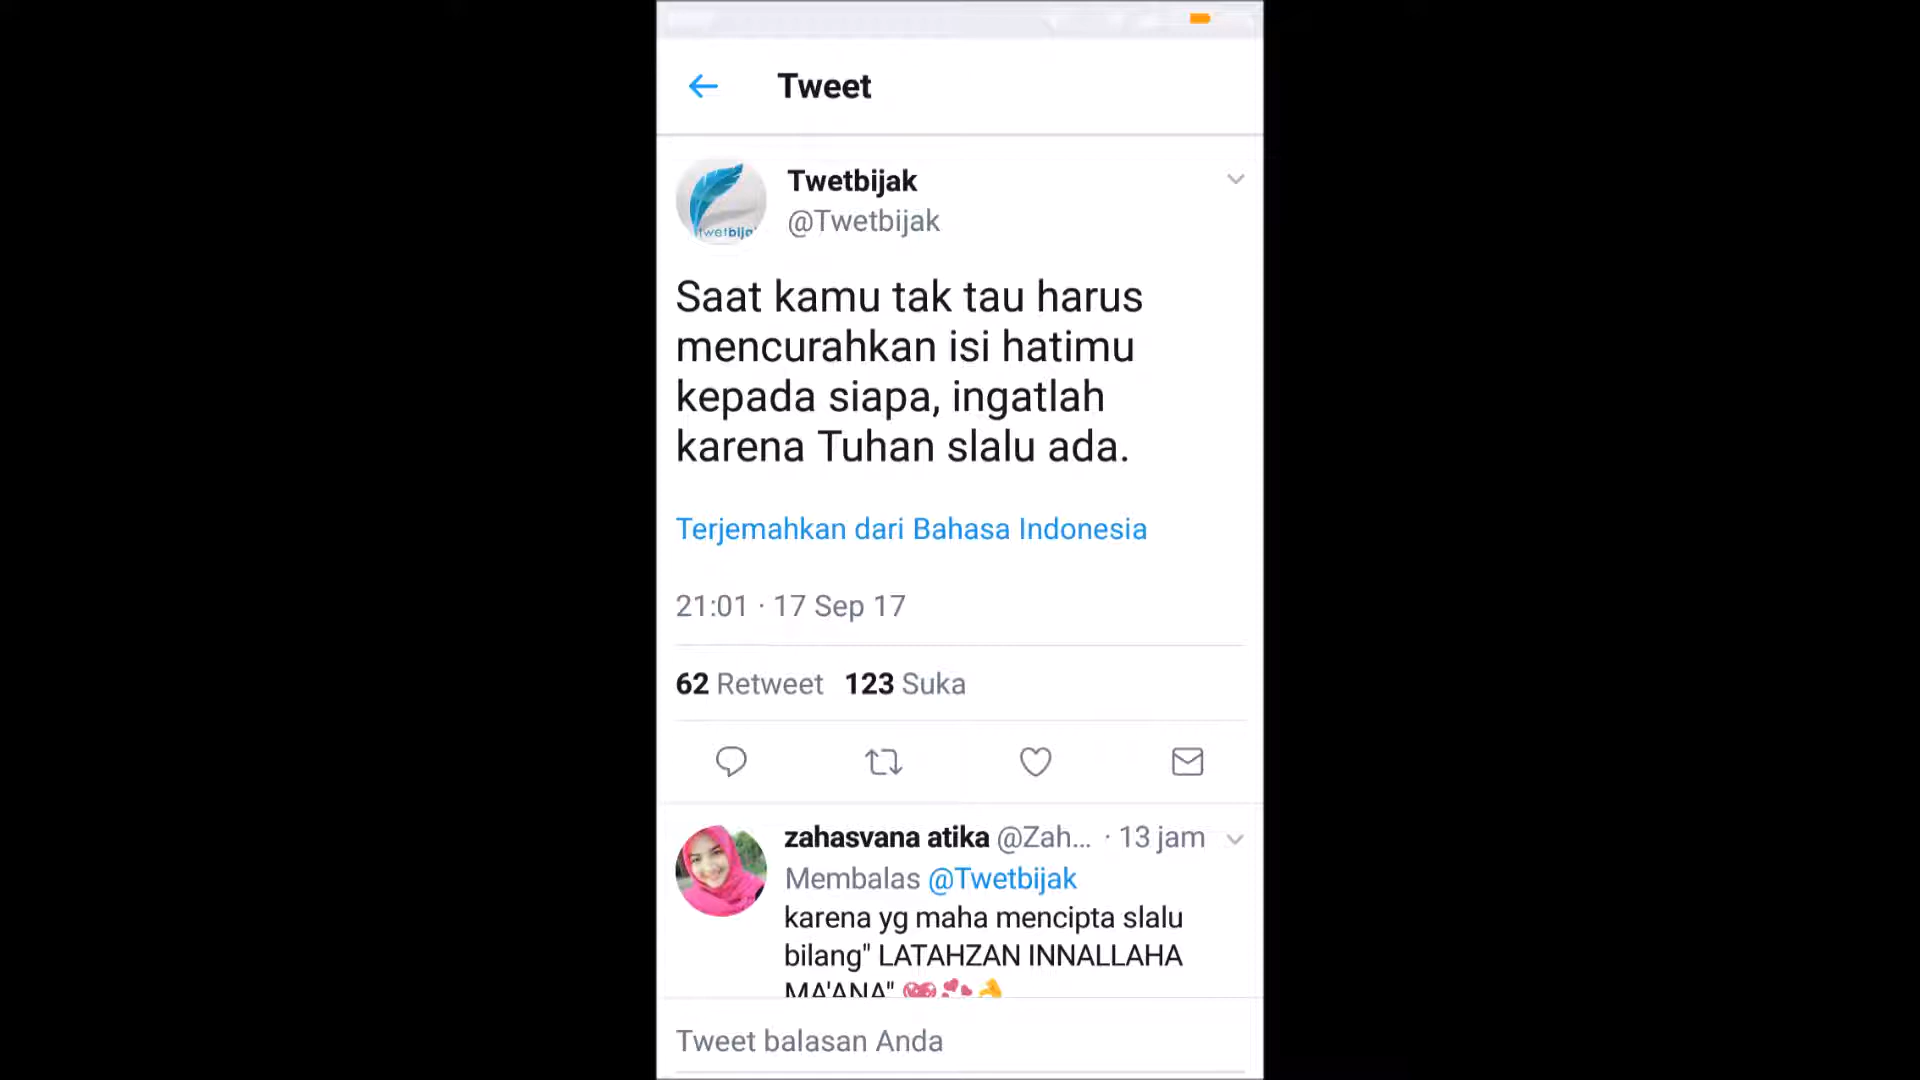 Tweet
Twetbijak
@Twetbijak
Saat kamu tak tau harus
mencurahkan isi hatimu
kepada siapa, ingatlah
karena Tuhan slalu ada.
Terjemahkan dari Bahasa Indonesia
21:01 · 17 Sep 17
62 Retweet 123 Suka
zahasvana atika @Zah... · 13 jam
Membalas @Twetbijak
karena yg maha mencipta slalu
bilang" LATAHZAN INNALLAHA
MA'ANA"
Tweet balasan Anda